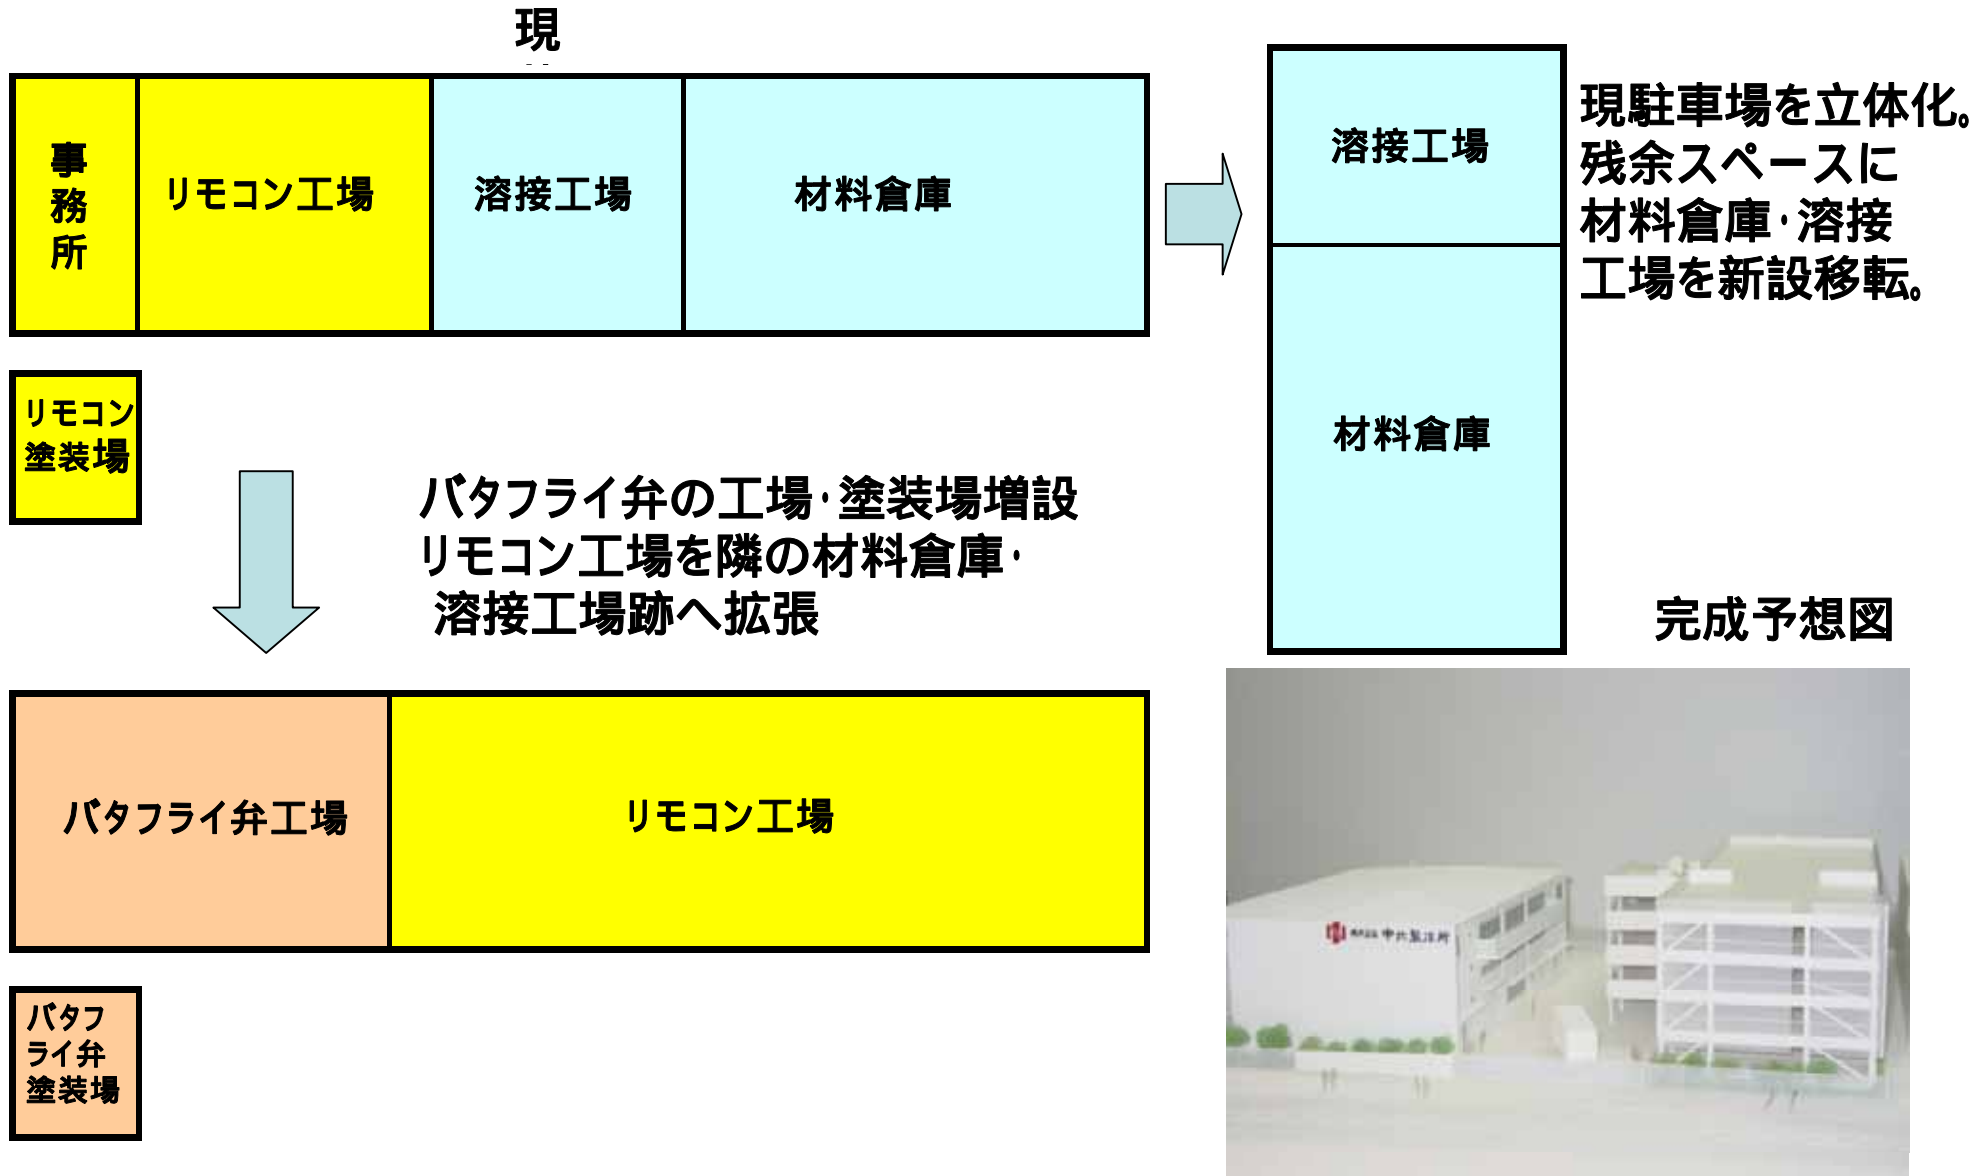 現
事
務
所
リモコン工場
溶接工場
材料倉庫
溶接工場
材料倉庫
現駐車場を立体化。
残余スペースに
材料倉庫・溶接
工場を新設移転。
リモコン
塗装場
バタフライ弁の工場・塗装場増設
リモコン工場を隣の材料倉庫・
溶接工場跡へ拡張
完成予想図
バタフライ弁工場
リモコン工場
バタフ
ライ弁
塗装場